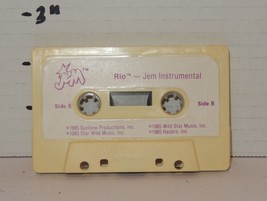 3"
JEM™
Rio™ — Jem Instrumental
Side B
Side B
©1985 Sunbow Productions, Inc.
©1985 Star Wild Music, Inc.
©1985 Wild Star Music, Inc.
©1985 Hasbro, Inc.